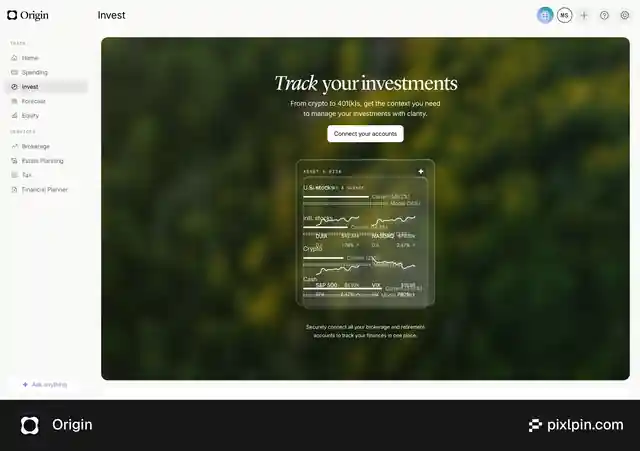 Origin
Invest
MS
TRACK
Home
Spending
Invest
Forecast
Equity
SERVICES
Brokerage
Estate Planning
Tax
Financial Planner
Ask anything
Track your investments
From crypto to 401(k)s, get the context you need
to manage your investments with clarity.
Connect your accounts
U.S. stocks
Intl. stocks
DJIA
NASDAQ
Crypto
Cash
S&P 500
VIX
Securely connect all your brokerage and retirement
accounts to track your finances in one place.
Origin
pixlpin.com